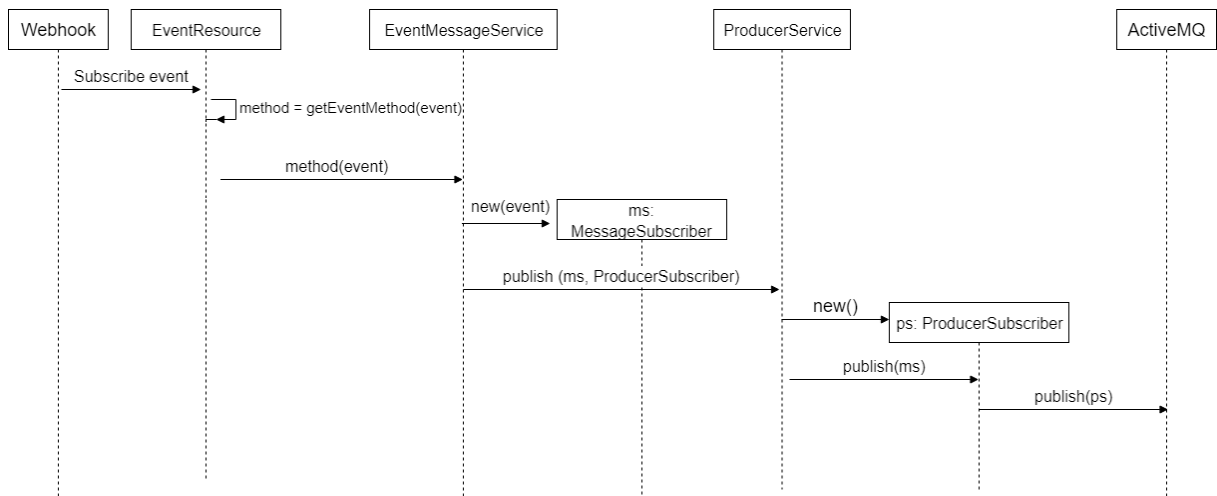 Webhook
EventResource
EventMessageService
ProducerService
ActiveMQ
Subscribe event
method = getEventMethod(event)
method(event)
new(event)
ms:
MessageSubscriber
publish (ms, ProducerSubscriber)
new()
ps: ProducerSubscriber
publish(ms)
publish(ps)